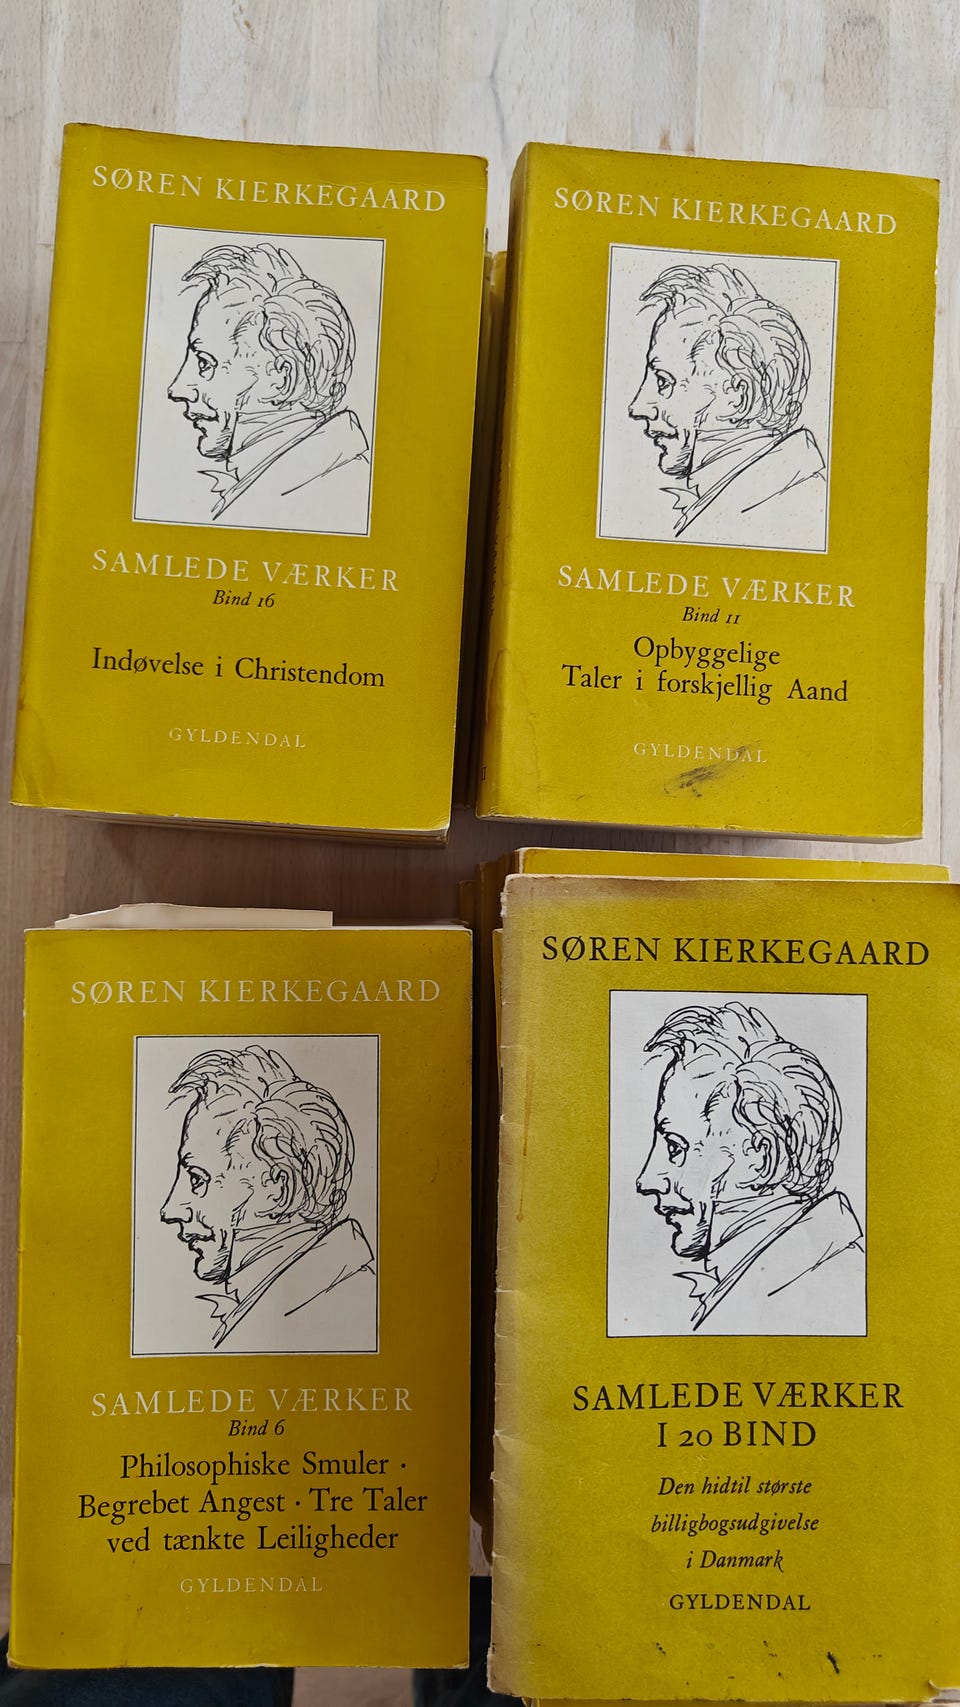 SØREN KIERKEGAARD
SAMLEDE VÆRKER
Bind 16
Indøvelse i Christendom
GYLDENDAL
SØREN KIERKEGAARD
SAMLEDE VÆRKER
Bind 11
Opbyggelige
Taler i forskjellig Aand
GYLDENDAL
SØREN KIERKEGAARD
SAMLEDE VÆRKER
Bind 6
Philosophiske Smuler ·
Begrebet Angest · Tre Taler
ved tænkte Leiligheder
GYLDENDAL
SØREN KIERKEGAARD
SAMLEDE VÆRKER
I 20 BIND
Den hidtil største
billigbogsudgivelse
i Danmark
GYLDENDAL